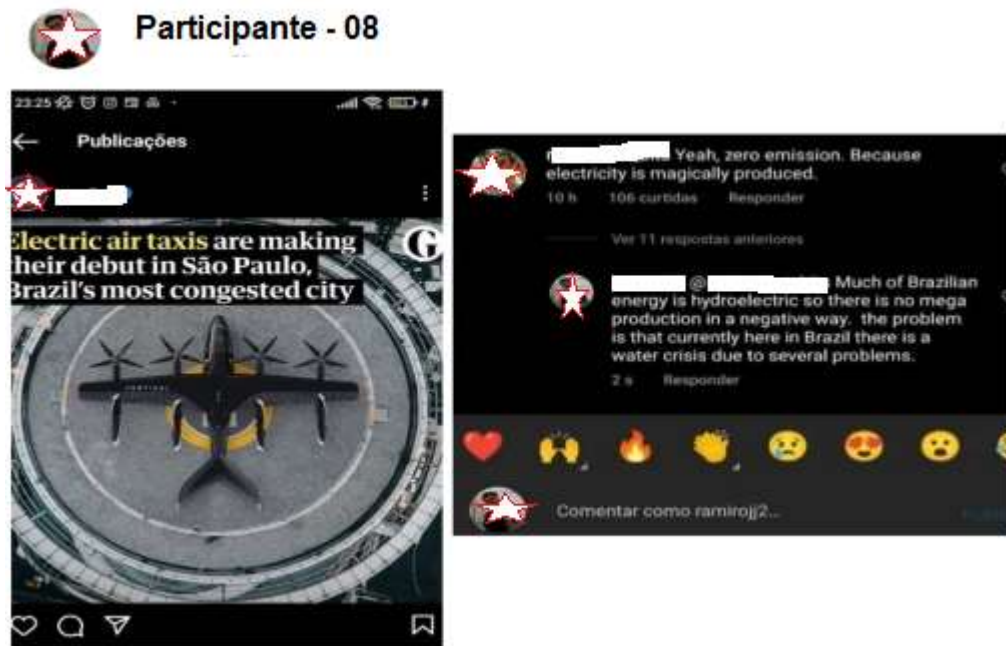 Participante - 08
23:25
Publicações
Electric air taxis are making
their debut in São Paulo,
Brazil's most congested city
G
VERTICAL
Yeah, zero emission. Because
electricity is magically produced.
10 h 106 curtidas Responder
Ver 11 respostas anteriores
@ Much of Brazilian
energy is hydroelectric so there is no mega
production in a negative way. the problem
is that currently here in Brazil there is a
water crisis due to several problems.
2 s Responder
Comentar como ramirojj2...